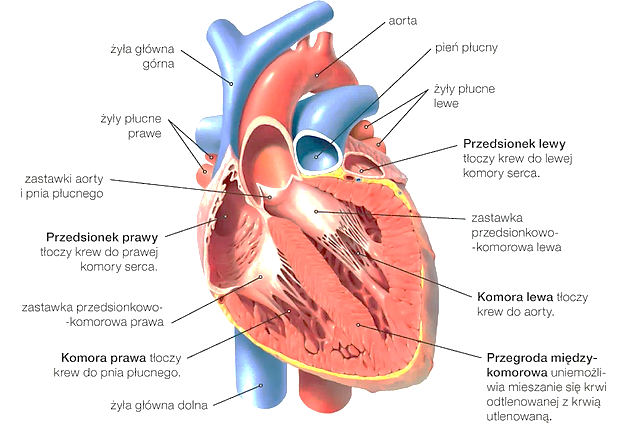 żyła główna
górna
żyły płucne
prawe
zastawki aorty
i pnia płucnego
Przedsionek prawy
tłoczy krew do prawej
komory serca.
zastawka przedsionkowo-
-komorowa prawa
Komora prawa tłoczy
krew do pnia płucnego.
żyła główna dolna
aorta
pień płucny
żyły płucne
lewe
Przedsionek lewy
tłoczy krew do lewej
komory serca.
zastawka
przedsionkowo-
-komorowa lewa
Komora lewa tłoczy
krew do aorty.
Przegroda między-
komorowa uniemożli-
wia mieszanie się krwi
odtlenowanej z krwią
utlenowaną.